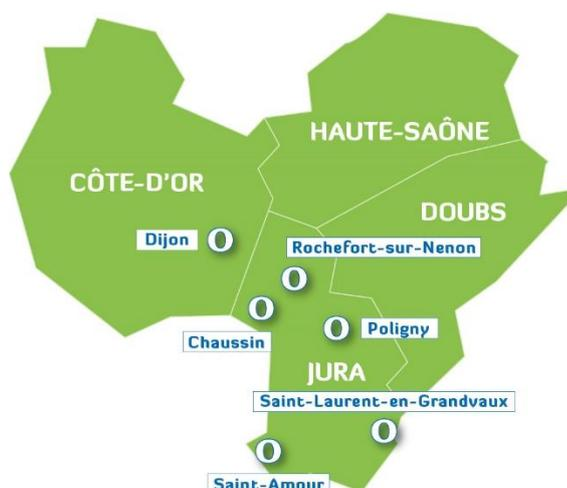 HAUTE-SAÔNE
CÔTE-D'OR
DOUBS
Dijon
Rochefort-sur-Nenon
Chaussin
Poligny
JURA
Saint-Laurent-en-Grandvaux
Saint-Amour